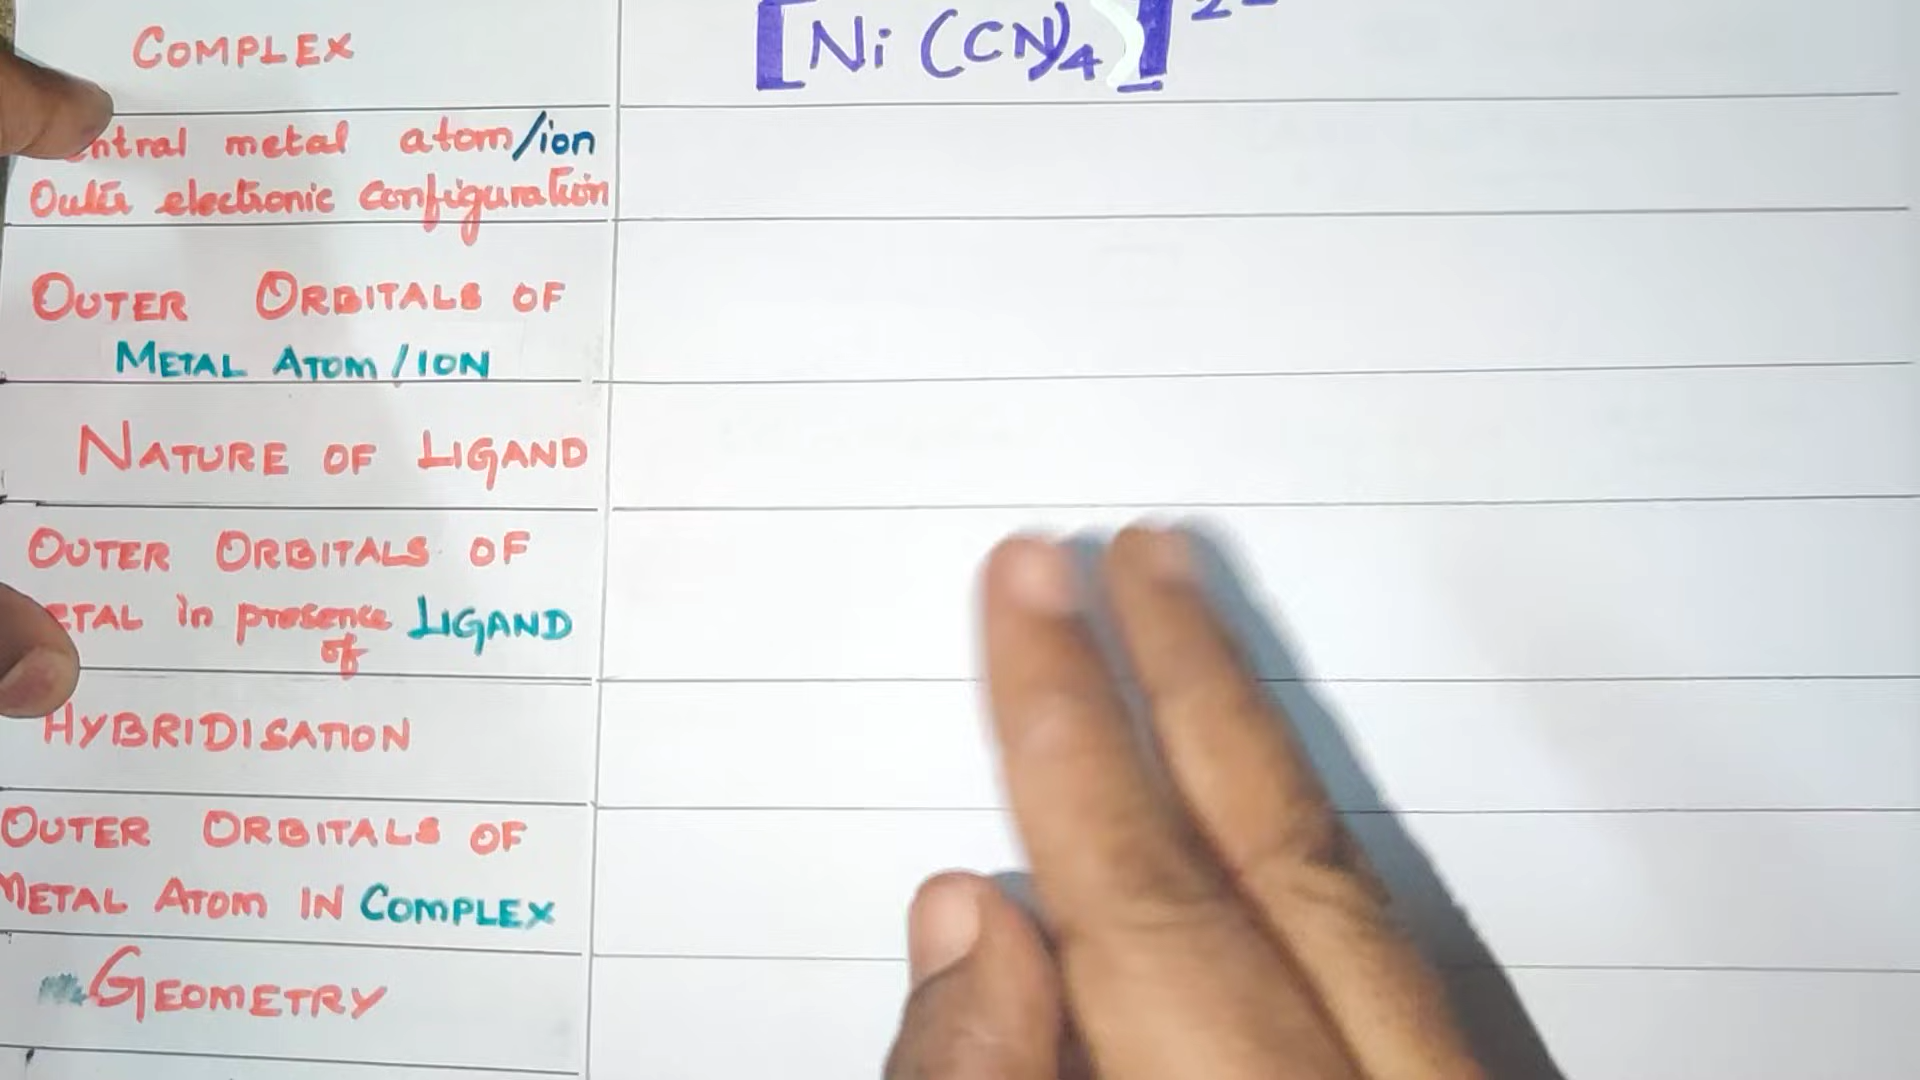 COMPLEX
[Ni (CN)4]2-
ntral metal atom/ion
Outer electronic configuration
OUTER ORBITALS OF
METAL ATOM / ION
NATURE OF LIGAND
OUTER ORBITALS OF
ETAL in presence of LIGAND
HYBRIDISATION
OUTER ORBITALS OF
METAL ATOM IN COMPLEX
GEOMETRY